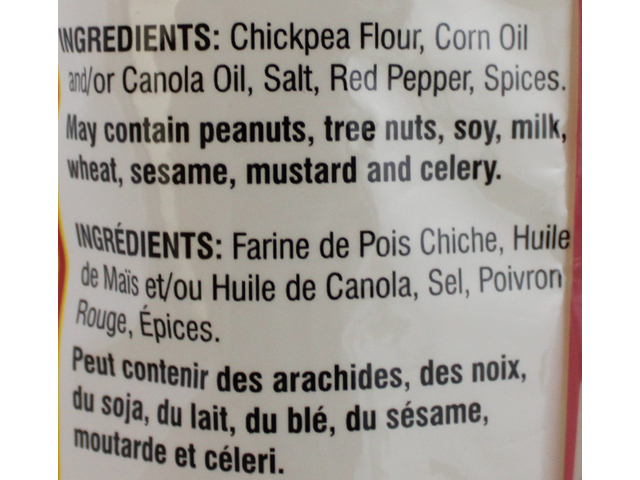 INGREDIENTS: Chickpea Flour, Corn Oil
and/or Canola Oil, Salt, Red Pepper, Spices.
May contain peanuts, tree nuts, soy, milk,
wheat, sesame, mustard and celery.
INGRÉDIENTS: Farine de Pois Chiche, Huile
de Maïs et/ou Huile de Canola, Sel, Poivron
Rouge, Épices.
Peut contenir des arachides, des noix,
du soja, du lait, du blé, du sésame,
moutarde et céleri.